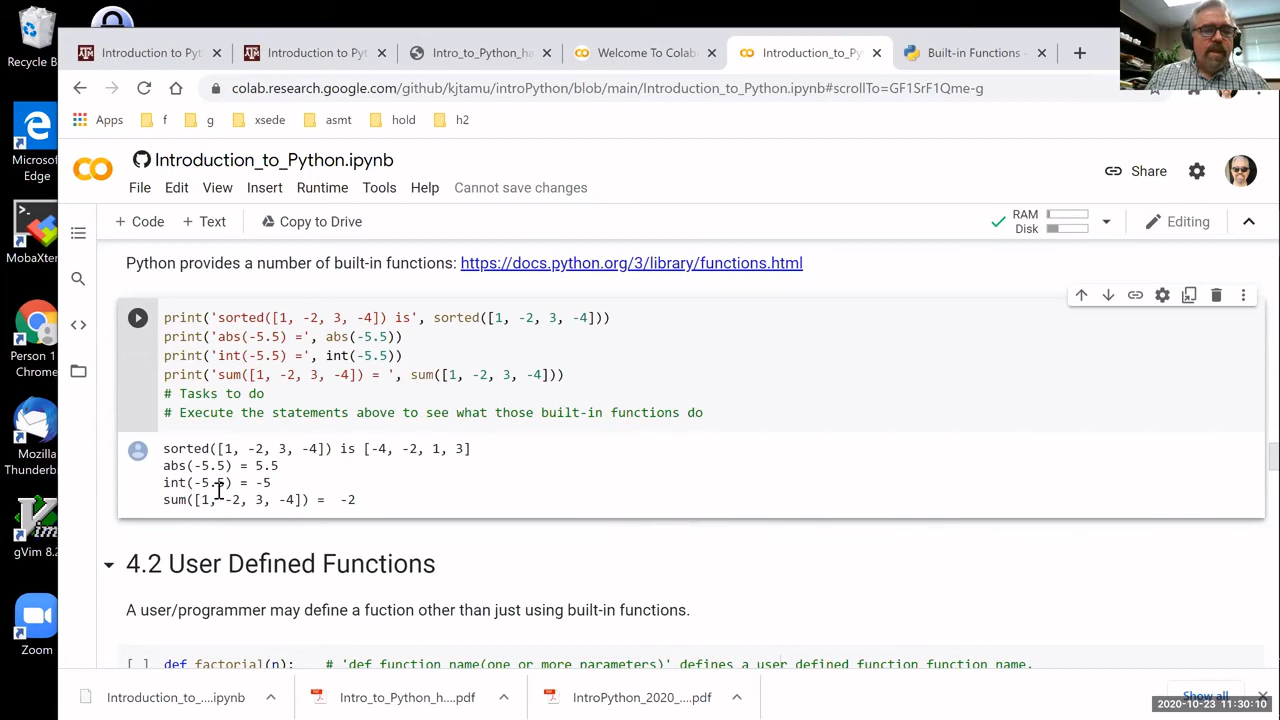 Recycle B
Introduction to Pyt
Introduction to Pyt
Intro_to_Python_h
Welcome To Colab
Introduction_to_Py
Built-in Functions -
colab.research.google.com/github/kjtamu/introPython/blob/main/Introduction_to_Python.ipynb#scrollTo=GF1SrF1Qme-g
Apps
f
g
xsede
asmt
hold
h2
Microsof
Edge
Introduction_to_Python.ipynb
File
Edit
View
Insert
Runtime
Tools
Help
Cannot save changes
Share
+ Code
+ Text
Copy to Drive
RAM
Disk
Editing
MobaXter
Python provides a number of built-in functions: https://docs.python.org/3/library/functions.html
print('sorted([1, -2, 3, -4]) is', sorted([1, -2, 3, -4]))
print('abs(-5.5) =', abs(-5.5))
print('int(-5.5) =', int(-5.5))
print('sum([1, -2, 3, -4]) = ', sum([1, -2, 3, -4]))
# Tasks to do
# Execute the statements above to see what those built-in functions do
Person 1
Chrome
sorted([1, -2, 3, -4]) is [-4, -2, 1, 3]
abs(-5.5) = 5.5
int(-5.5) = -5
sum([1, -2, 3, -4]) =  -2
Mozilla
Thunderb
gVim 8.2
4.2 User Defined Functions
A user/programmer may define a fuction other than just using built-in functions.
Zoom
[ ] def factorial(n): # 'def function_name(one or more parameters)' defines a user defined function function_name.
Introduction_to_....ipynb
Intro_to_Python_h....pdf
IntroPython_2020_....pdf
Show all
2020-10-23 11:30:10